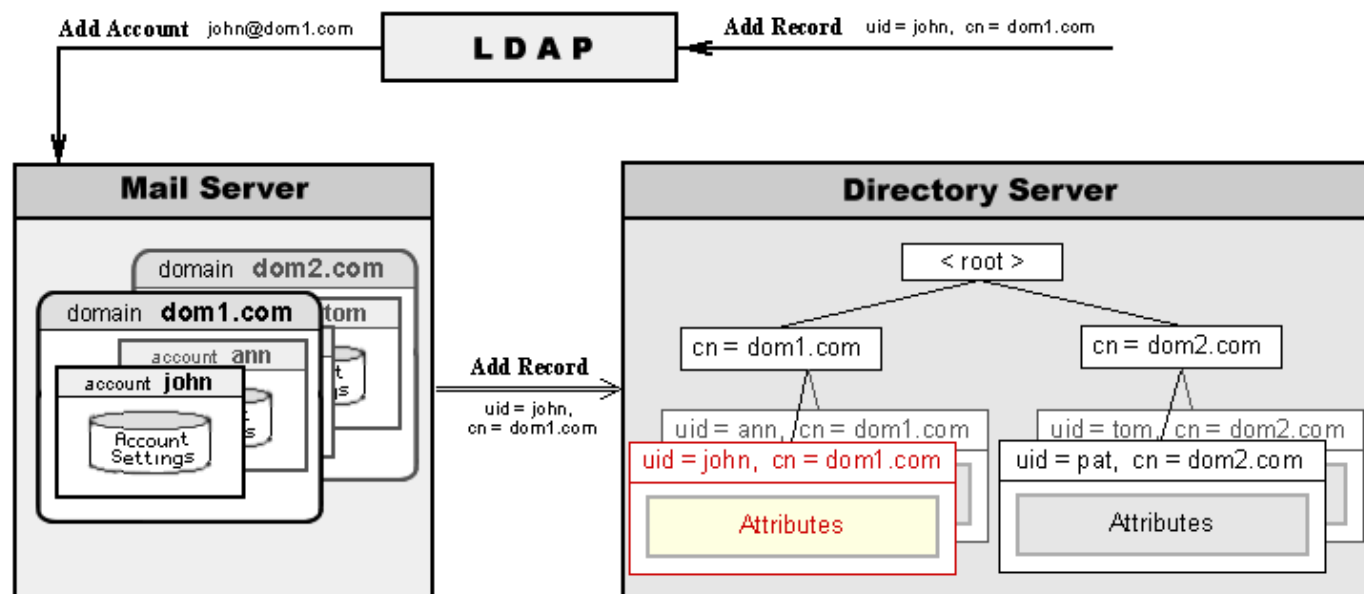 Add Account john@dom1.com
L D A P
Add Record uid = john, cn = dom1.com
Mail Server
domain dom2.com
tom
domain dom1.com
account ann
account john
Account
Settings
Add Record
uid = john,
cn = dom1.com
Directory Server
< root >
cn = dom1.com
cn = dom2.com
uid = ann, cn = dom1.com
uid = john, cn = dom1.com
Attributes
uid = tom, cn = dom2.com
uid = pat, cn = dom2.com
Attributes